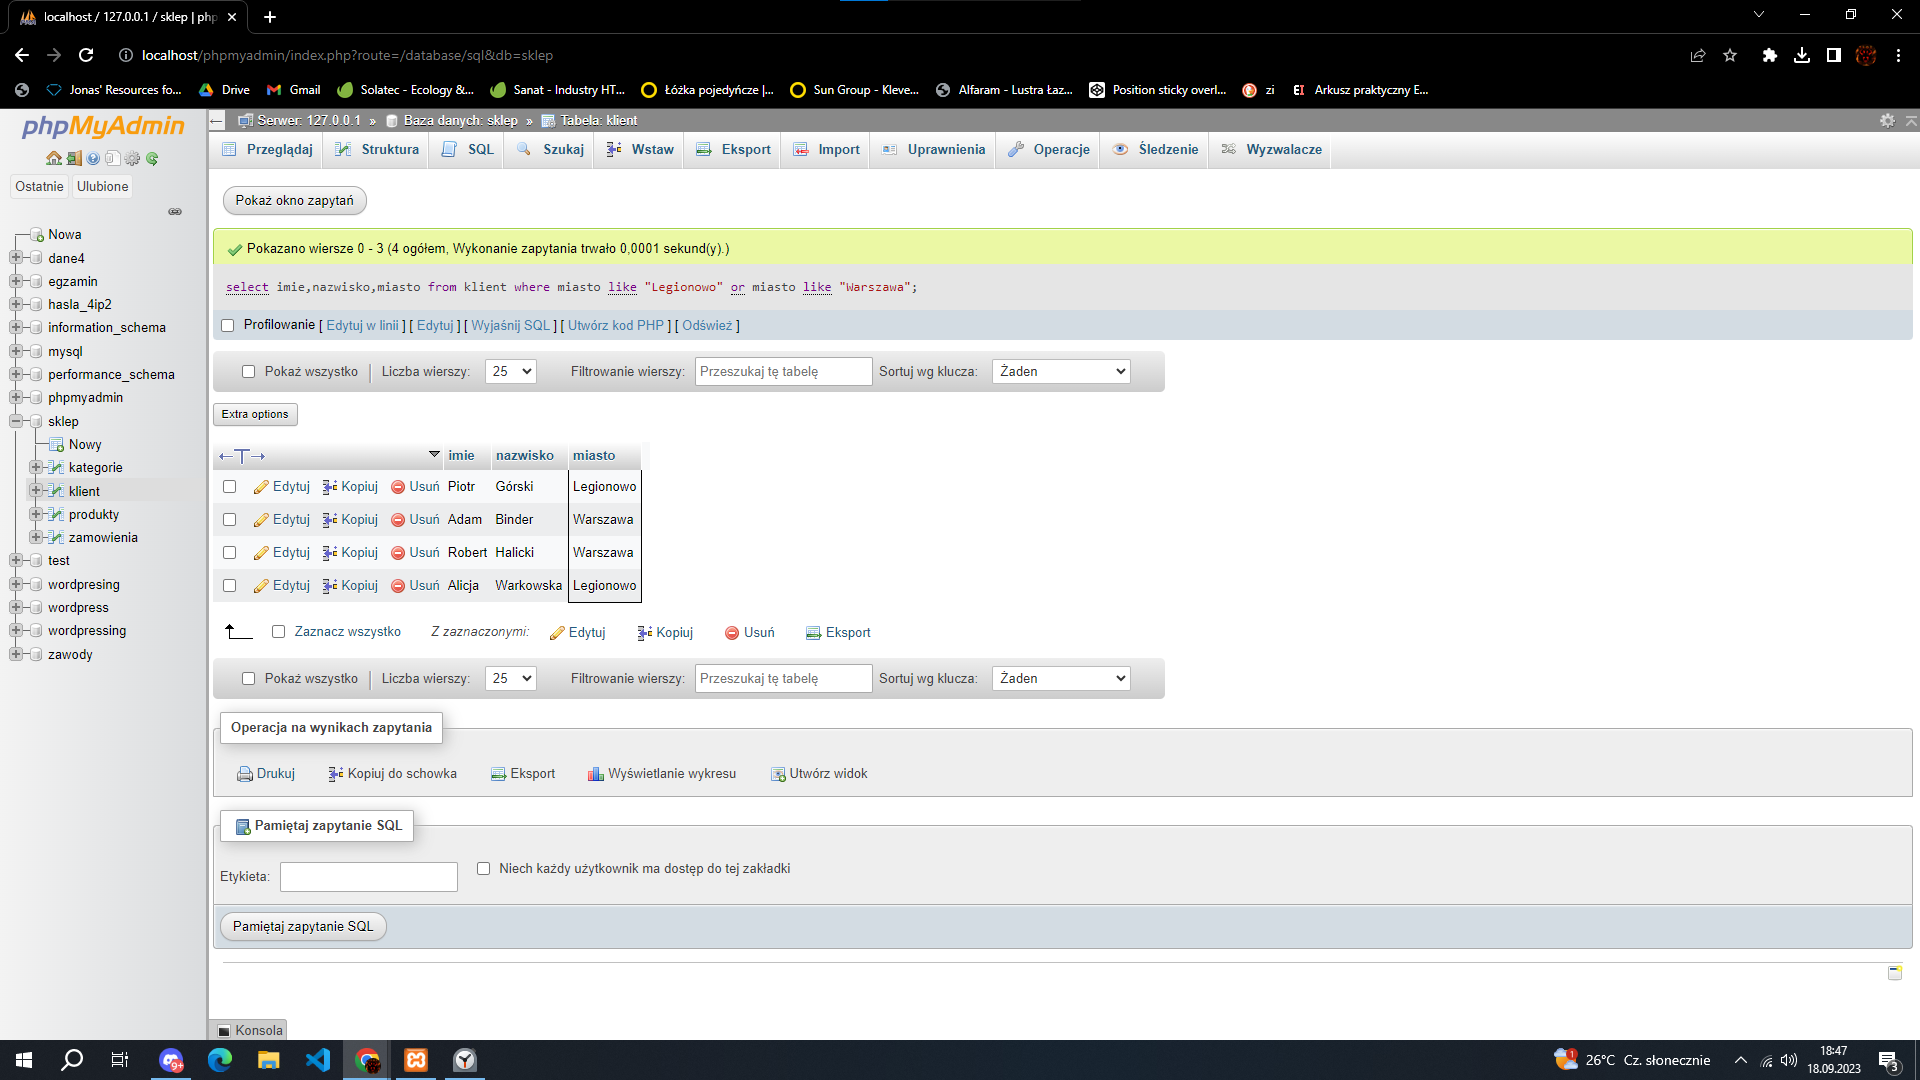 localhost / 127.0.0.1 / sklep | php
localhost/phpmyadmin/index.php?route=/database/sql&db=sklep
Jonas' Resources fo... Drive Gmail Solatec - Ecology &... Sanat - Industry HT... Łóżka pojedyńcze |... Sun Group - Kleve... Alfaram - Lustra Łaz... Position sticky overl... zi EI Arkusz praktyczny E...
phpMyAdmin
Ostatnie Ulubione
Nowa
dane4
egzamin
hasla_4ip2
information_schema
mysql
performance_schema
phpmyadmin
sklep
Nowy
kategorie
klient
produkty
zamowienia
test
wordpresing
wordpress
wordpressing
zawody
Serwer: 127.0.0.1 » Baza danych: sklep » Tabela: klient
Przeglądaj Struktura SQL Szukaj Wstaw Eksport Import Uprawnienia Operacje Śledzenie Wyzwalacze
Pokaż okno zapytań
Pokazano wiersze 0 - 3 (4 ogółem, Wykonanie zapytania trwało 0,0001 sekund(y).)
select imie,nazwisko,miasto from klient where miasto like "Legionowo" or miasto like "Warszawa";
Profilowanie [ Edytuj w linii ] [ Edytuj ] [ Wyjaśnij SQL ] [ Utwórz kod PHP ] [ Odśwież ]
Pokaż wszystko | Liczba wierszy: 25 Filtrowanie wierszy: Przeszukaj tę tabelę Sortuj wg klucza: Żaden
Extra options
←T→ imie nazwisko miasto
Edytuj Kopiuj Usuń Piotr Górski Legionowo
Edytuj Kopiuj Usuń Adam Binder Warszawa
Edytuj Kopiuj Usuń Robert Halicki Warszawa
Edytuj Kopiuj Usuń Alicja Warkowska Legionowo
Zaznacz wszystko Z zaznaczonymi: Edytuj Kopiuj Usuń Eksport
Pokaż wszystko | Liczba wierszy: 25 Filtrowanie wierszy: Przeszukaj tę tabelę Sortuj wg klucza: Żaden
Operacja na wynikach zapytania
Drukuj Kopiuj do schowka Eksport Wyświetlanie wykresu Utwórz widok
Pamiętaj zapytanie SQL
Etykieta: Niech każdy użytkownik ma dostęp do tej zakładki
Pamiętaj zapytanie SQL
Konsola
9+
1
26°C Cz. słonecznie
18:47
18.09.2023
3